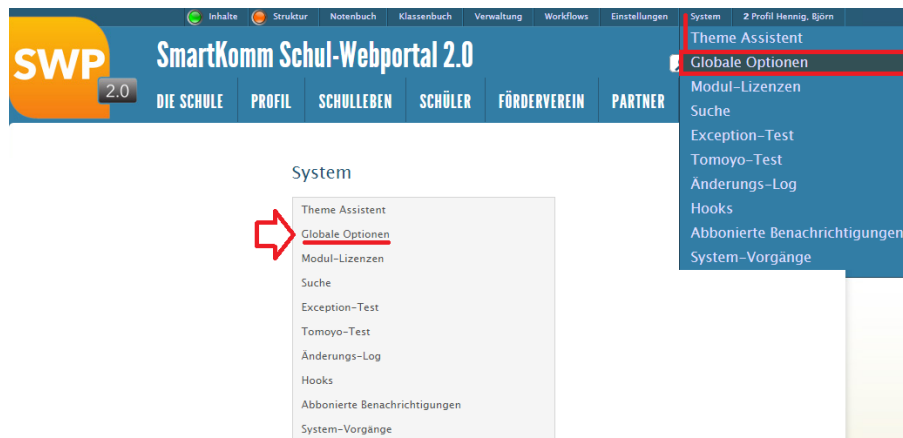 Inhalte Struktur Notenbuch Klassenbuch Verwaltung Workflows Einstellungen System 2 Profil Hennig, Björn
SWP 2.0
SmartKomm Schul-Webportal 2.0
DIE SCHULE PROFIL SCHULLEBEN SCHÜLER FÖRDERVEREIN PARTNER
Theme Assistent
Globale Optionen
Modul-Lizenzen
Suche
Exception-Test
Tomoyo-Test
Änderungs-Log
Hooks
Abbonierte Benachrichtigungen
System-Vorgänge
System
Theme Assistent
Globale Optionen
Modul-Lizenzen
Suche
Exception-Test
Tomoyo-Test
Änderungs-Log
Hooks
Abbonierte Benachrichtigungen
System-Vorgänge